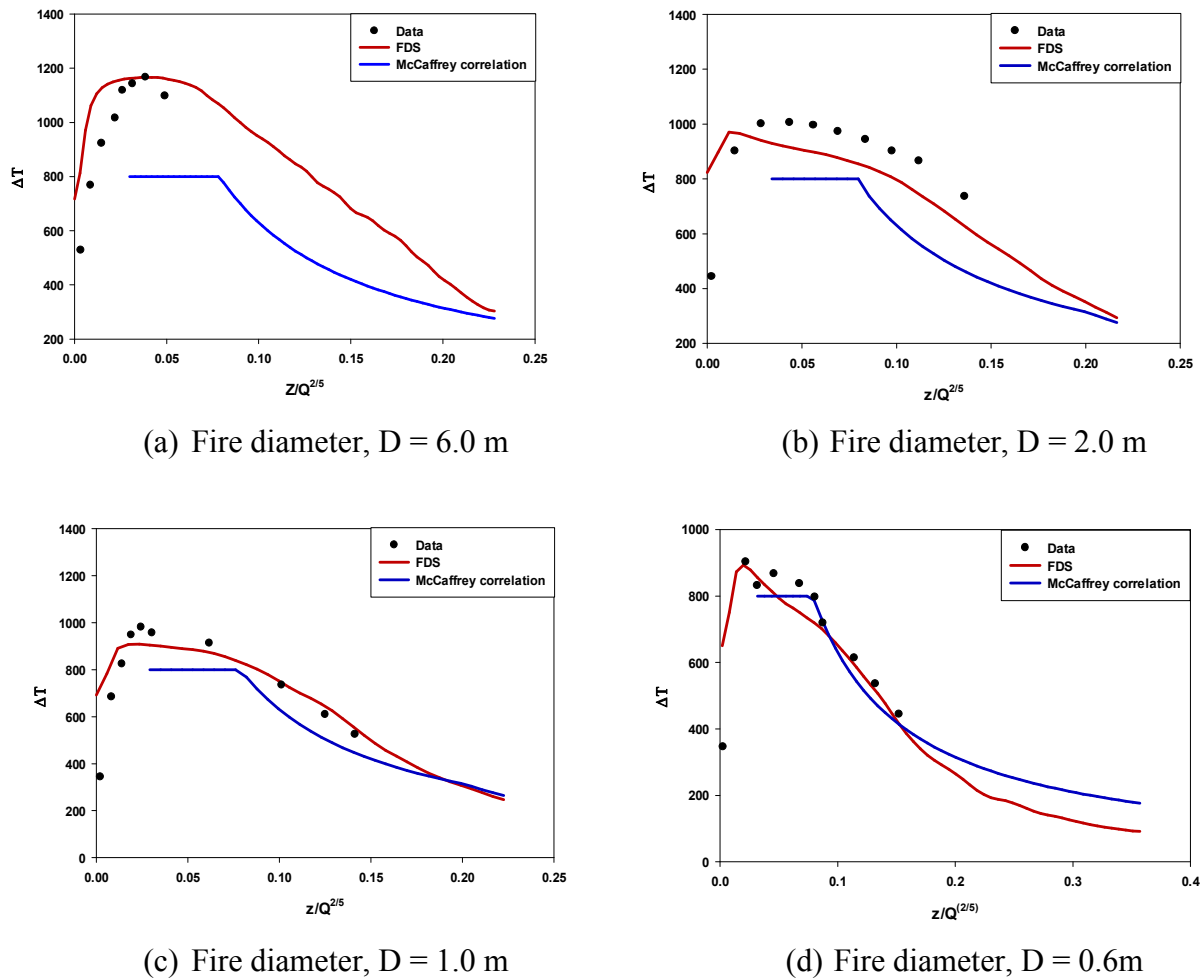 1400
1200
1000
800
600
400
200
ΔT
0.00 0.05 0.10 0.15 0.20 0.25
Z/Q2/5
Data
FDS
McCaffrey correlation
(a) Fire diameter, D = 6.0 m
1400
1200
1000
800
600
400
200
ΔT
0.00 0.05 0.10 0.15 0.20 0.25
z/Q2/5
Data
FDS
McCaffrey correlation
(b) Fire diameter, D = 2.0 m
1400
1200
1000
800
600
400
200
0
ΔT
0.00 0.05 0.10 0.15 0.20 0.25
z/Q2/5
Data
FDS
McCaffrey correlation
(c) Fire diameter, D = 1.0 m
1000
800
600
400
200
0
ΔT
0.0 0.1 0.2 0.3 0.4
z/Q(2/5)
Data
FDS
McCaffrey correlation
(d) Fire diameter, D = 0.6m